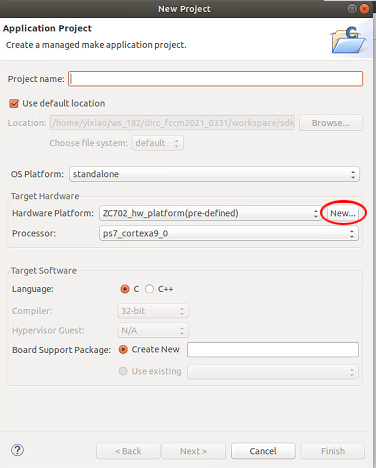 New Project
Application Project
Create a managed make application project.
Project name:
Use default location
Location: /home/ylxiao/ws_182/dirc_fccm2021_0331/workspace/sdk Browse...
Choose file system: default
OS Platform: standalone
Target Hardware
Hardware Platform: ZC702_hw_platform(pre-defined) New...
Processor: ps7_cortexa9_0
Target Software
Language: C C++
Compiler: 32-bit
Hypervisor Guest: N/A
Board Support Package: Create New
Use existing
? < Back Next > Cancel Finish